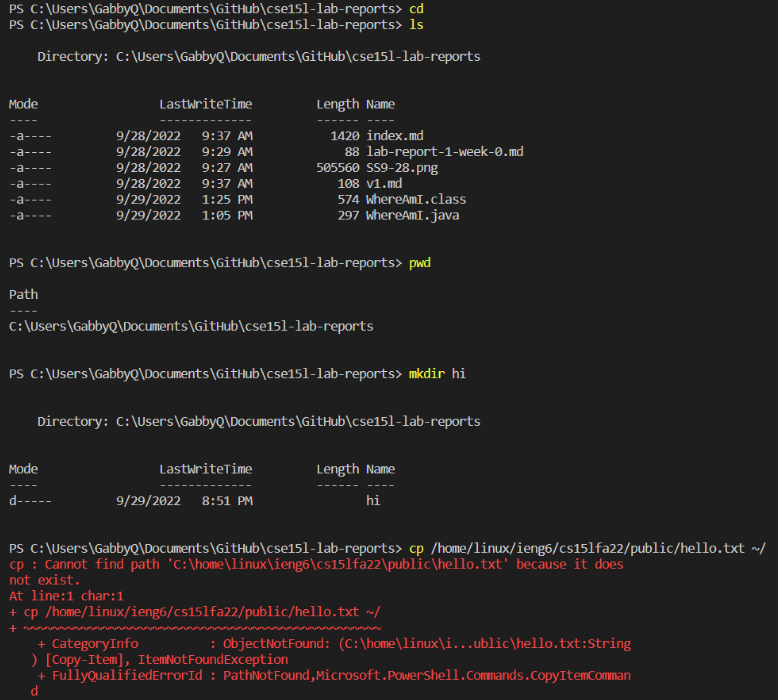 PS C:\Users\GabbyQ\Documents\GitHub\cse15l-lab-reports> cd
PS C:\Users\GabbyQ\Documents\GitHub\cse15l-lab-reports> ls
Directory: C:\Users\GabbyQ\Documents\GitHub\cse15l-lab-reports
Mode LastWriteTime Length Name
---- ------------- ------ ----
-a---- 9/28/2022 9:37 AM 1420 index.md
-a---- 9/28/2022 9:29 AM 88 lab-report-1-week-0.md
-a---- 9/28/2022 9:27 AM 505560 SS9-28.png
-a---- 9/28/2022 9:37 AM 108 v1.md
-a---- 9/29/2022 1:25 PM 574 WhereAmI.class
-a---- 9/29/2022 1:05 PM 297 WhereAmI.java
PS C:\Users\GabbyQ\Documents\GitHub\cse15l-lab-reports> pwd
Path
----
C:\Users\GabbyQ\Documents\GitHub\cse15l-lab-reports
PS C:\Users\GabbyQ\Documents\GitHub\cse15l-lab-reports> mkdir hi
Directory: C:\Users\GabbyQ\Documents\GitHub\cse15l-lab-reports
Mode LastWriteTime Length Name
---- ------------- ------ ----
d----- 9/29/2022 8:51 PM hi
PS C:\Users\GabbyQ\Documents\GitHub\cse15l-lab-reports> cp /home/linux/ieng6/cs15lfa22/public/hello.txt ~/
cp : Cannot find path 'C:\home\linux\ieng6\cs15lfa22\public\hello.txt' because it does
not exist.
At line:1 char:1
+ cp /home/linux/ieng6/cs15lfa22/public/hello.txt ~/
+ ~~~~~~~~~~~~~~~~~~~~~~~~~~~~~~~~~~~~~~~~~~~~~~~~~~
+ CategoryInfo : ObjectNotFound: (C:\home\linux\i...ublic\hello.txt:String
) [Copy-Item], ItemNotFoundException
+ FullyQualifiedErrorId : PathNotFound,Microsoft.PowerShell.Commands.CopyItemComman
d